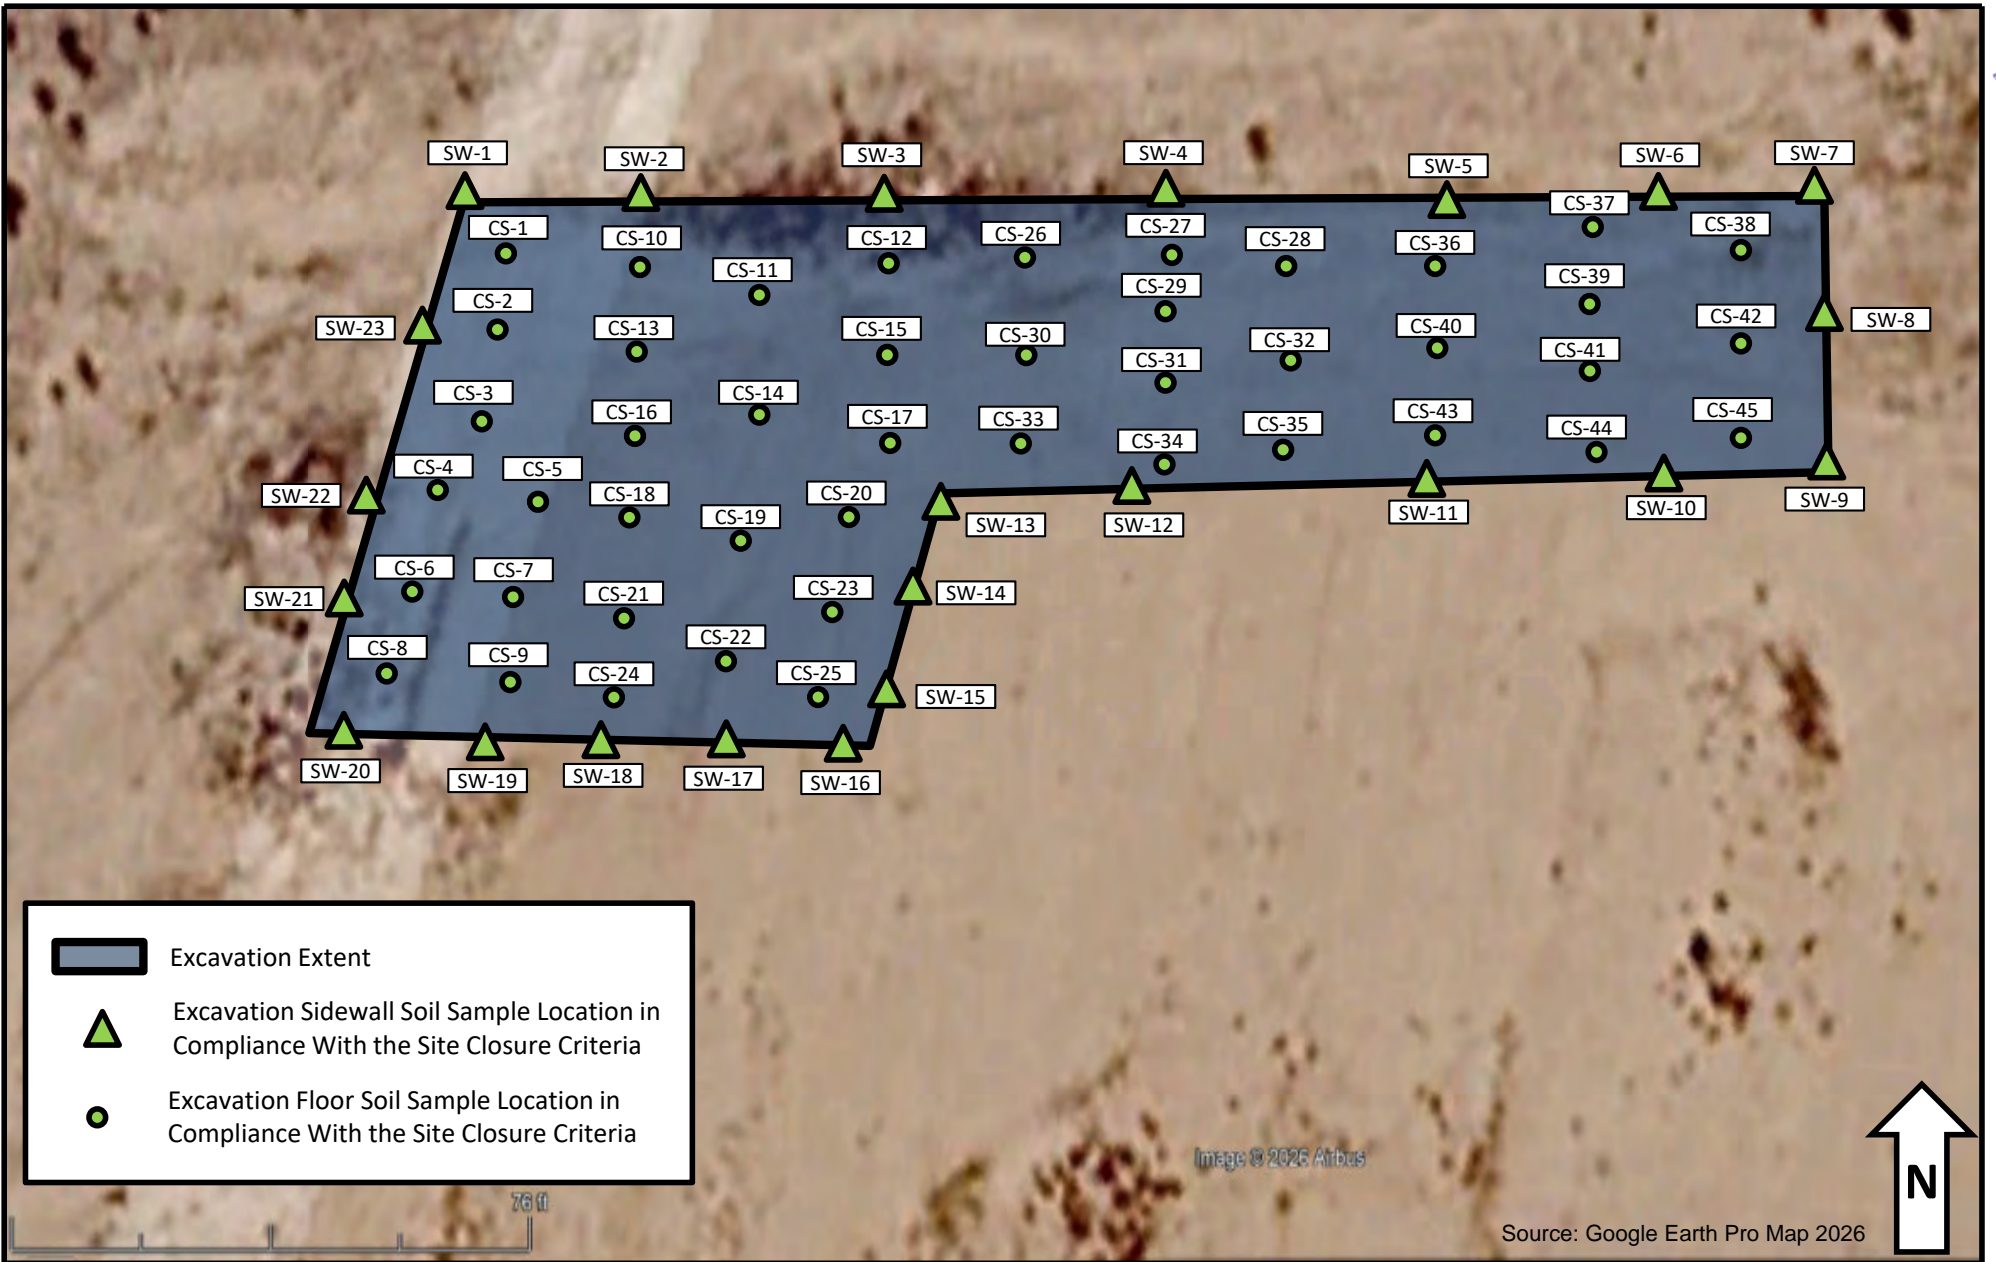 SW-1
SW-2
SW-3
SW-4
SW-5
SW-6
SW-7
CS-1
CS-10
CS-11
CS-12
CS-26
CS-27
CS-28
CS-36
CS-37
CS-38
SW-23
CS-2
CS-13
CS-15
CS-30
CS-29
CS-32
CS-40
CS-39
CS-42
SW-8
CS-3
CS-16
CS-14
CS-17
CS-33
CS-31
CS-35
CS-43
CS-41
CS-45
CS-34
CS-44
SW-22
CS-4
CS-5
CS-18
CS-19
CS-20
SW-13
SW-12
SW-11
SW-10
SW-9
SW-21
CS-6
CS-7
CS-21
CS-23
SW-14
CS-8
CS-9
CS-24
CS-22
CS-25
SW-15
SW-20
SW-19
SW-18
SW-17
SW-16
Excavation Extent
Excavation Sidewall Soil Sample Location in
Compliance With the Site Closure Criteria
Excavation Floor Soil Sample Location in
Compliance With the Site Closure Criteria
76 ft
Image © 2026 Airbus
N
Source: Google Earth Pro Map 2026